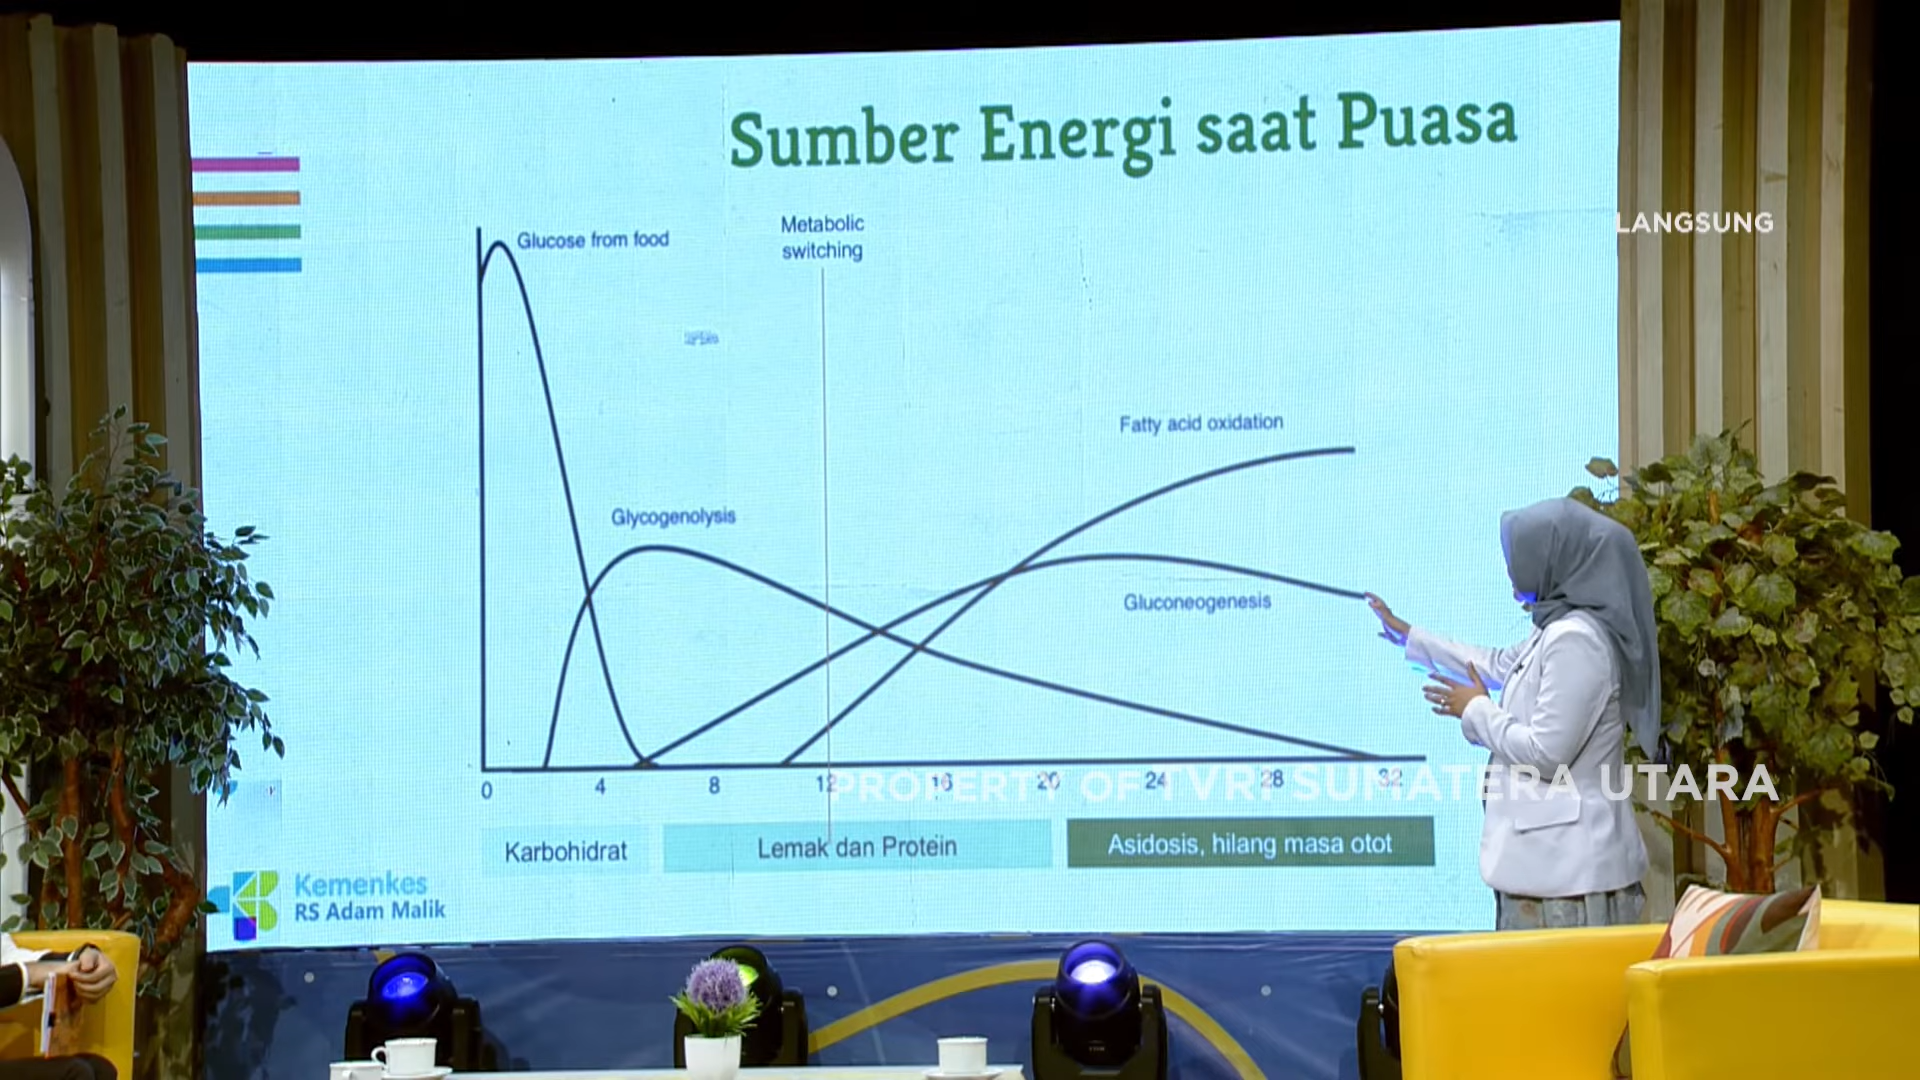 Sumber Energi saat Puasa
LANGSUNG
Glucose from food
Metabolic
switching
Fatty acid oxidation
Glycogenolysis
Gluconeogenesis
0 4 8 12 16 20 24 28 32
PROPERTY OF TVRI SUMATERA UTARA
Karbohidrat
Lemak dan Protein
Asidosis, hilang masa otot
Kemenkes
RS Adam Malik